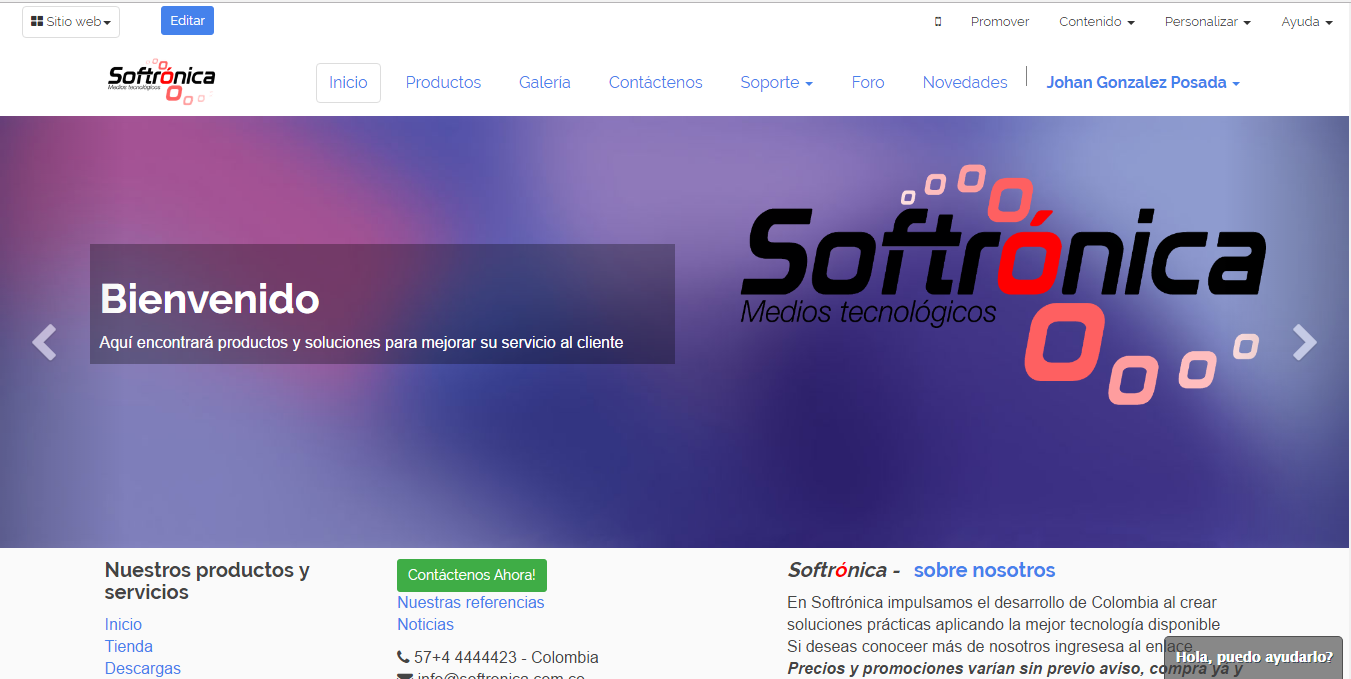 Sitio web
Editar
Promover
Contenido
Personalizar
Ayuda
Softrónica
Medios tecnológicos
Inicio
Productos
Galería
Contáctenos
Soporte
Foro
Novedades
Johan Gonzalez Posada
Softrónica
Medios tecnológicos
Bienvenido
Aquí encontrará productos y soluciones para mejorar su servicio al cliente
Nuestros productos y
servicios
Inicio
Tienda
Descargas
Contáctenos Ahora!
Nuestras referencias
Noticias
57+4 4444423 - Colombia
info@softronica.com.co
Softrónica - sobre nosotros
En Softrónica impulsamos el desarrollo de Colombia al crear
soluciones prácticas aplicando la mejor tecnología disponible
Si deseas conoceer más de nosotros ingresesa al enlace
Precios y promociones varían sin previo aviso, compra ya y
Hola, puedo ayudarlo?